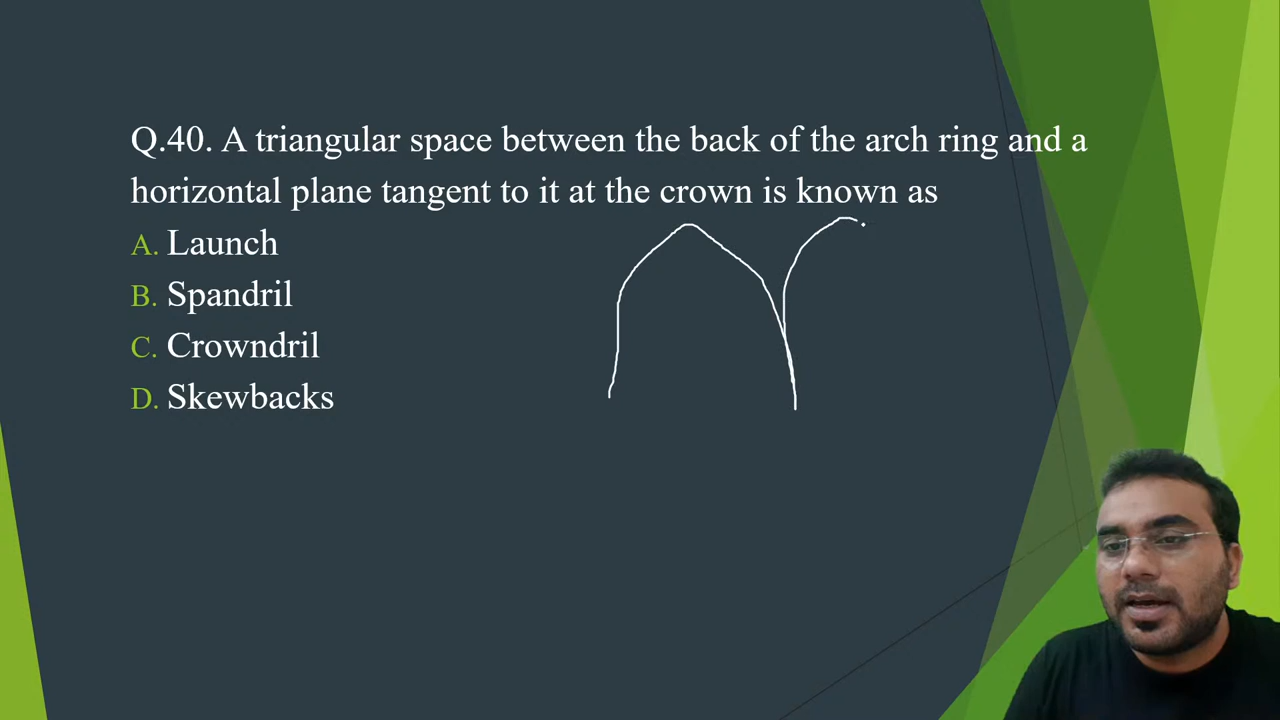 Q.40. A triangular space between the back of the arch ring and a
horizontal plane tangent to it at the crown is known as
A. Launch
B. Spandril
C. Crowndril
D. Skewbacks